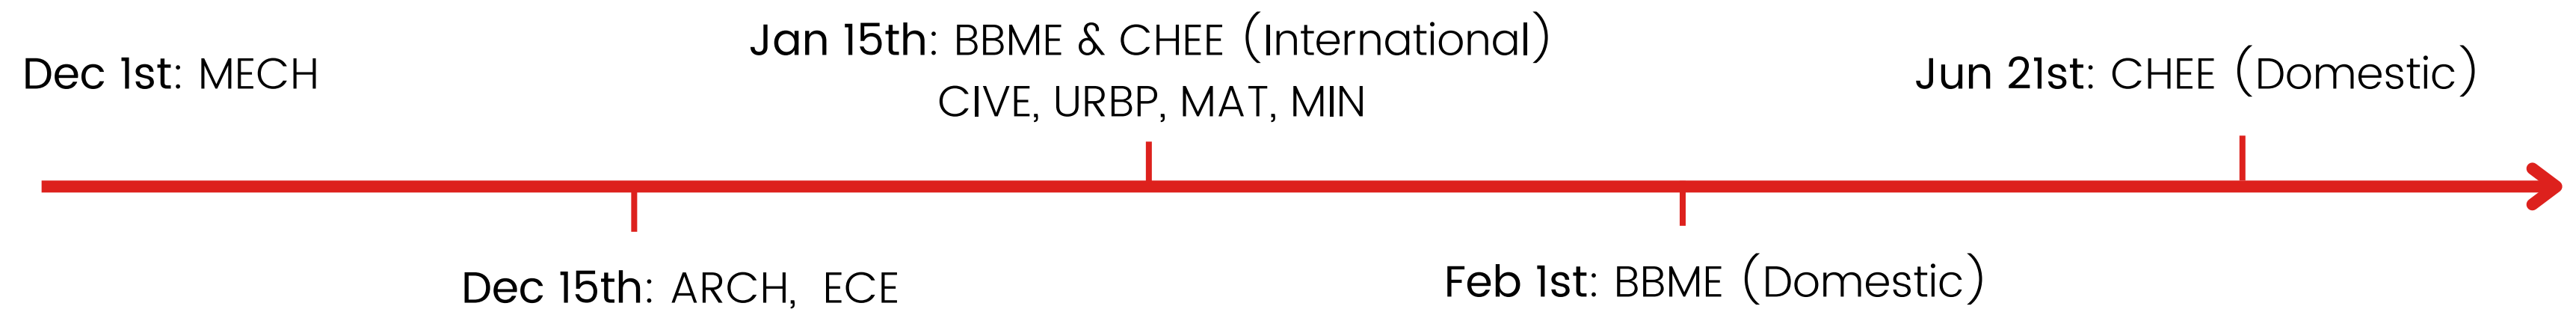 Dec 1st: MECH
Dec 15th: ARCH, ECE
Jan 15th: BBME & CHEE (International)
CIVE, URBP, MAT, MIN
Feb 1st: BBME (Domestic)
Jun 21st: CHEE (Domestic)